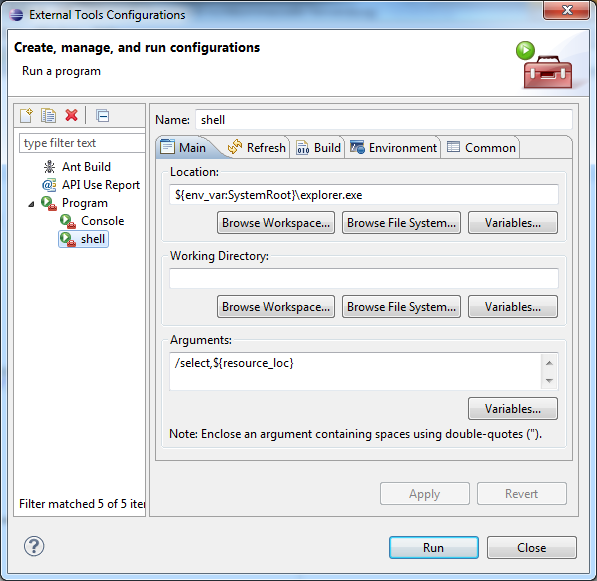 External Tools Configurations
Create, manage, and run configurations
Run a program
type filter text
Ant Build
API Use Report
Program
Console
shell
Filter matched 5 of 5 iter
Name: shell
Main Refresh Build Environment Common
Location:
${env_var:SystemRoot}\explorer.exe
Browse Workspace... Browse File System... Variables...
Working Directory:
Browse Workspace... Browse File System... Variables...
Arguments:
/select,${resource_loc}
Variables...
Note: Enclose an argument containing spaces using double-quotes (").
Apply Revert
? Run Close